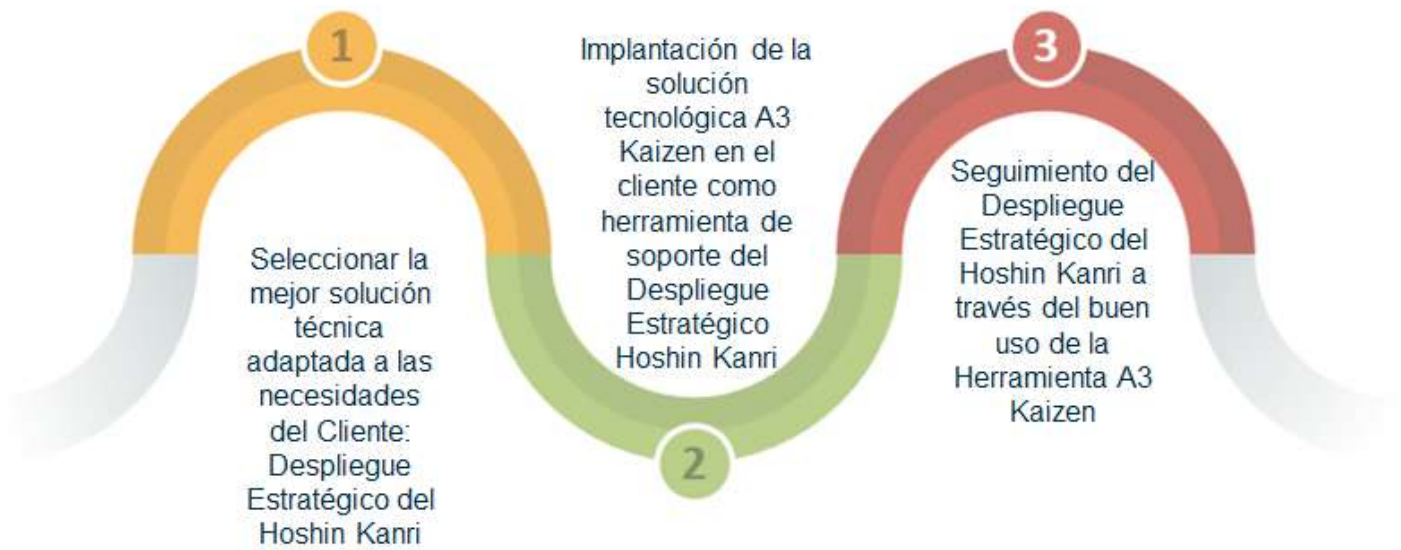 1
Seleccionar la
mejor solución
técnica
adaptada a las
necesidades
del Cliente:
Despliegue
Estratégico del
Hoshin Kanri
Implantación de la
solución
tecnológica A3
Kaizen en el
cliente como
herramienta de
soporte del
Despliegue
Estratégico
Hoshin Kanri
2
3
Seguimiento del
Despliegue
Estratégico del
Hoshin Kanri a
través del buen
uso de la
Herramienta A3
Kaizen